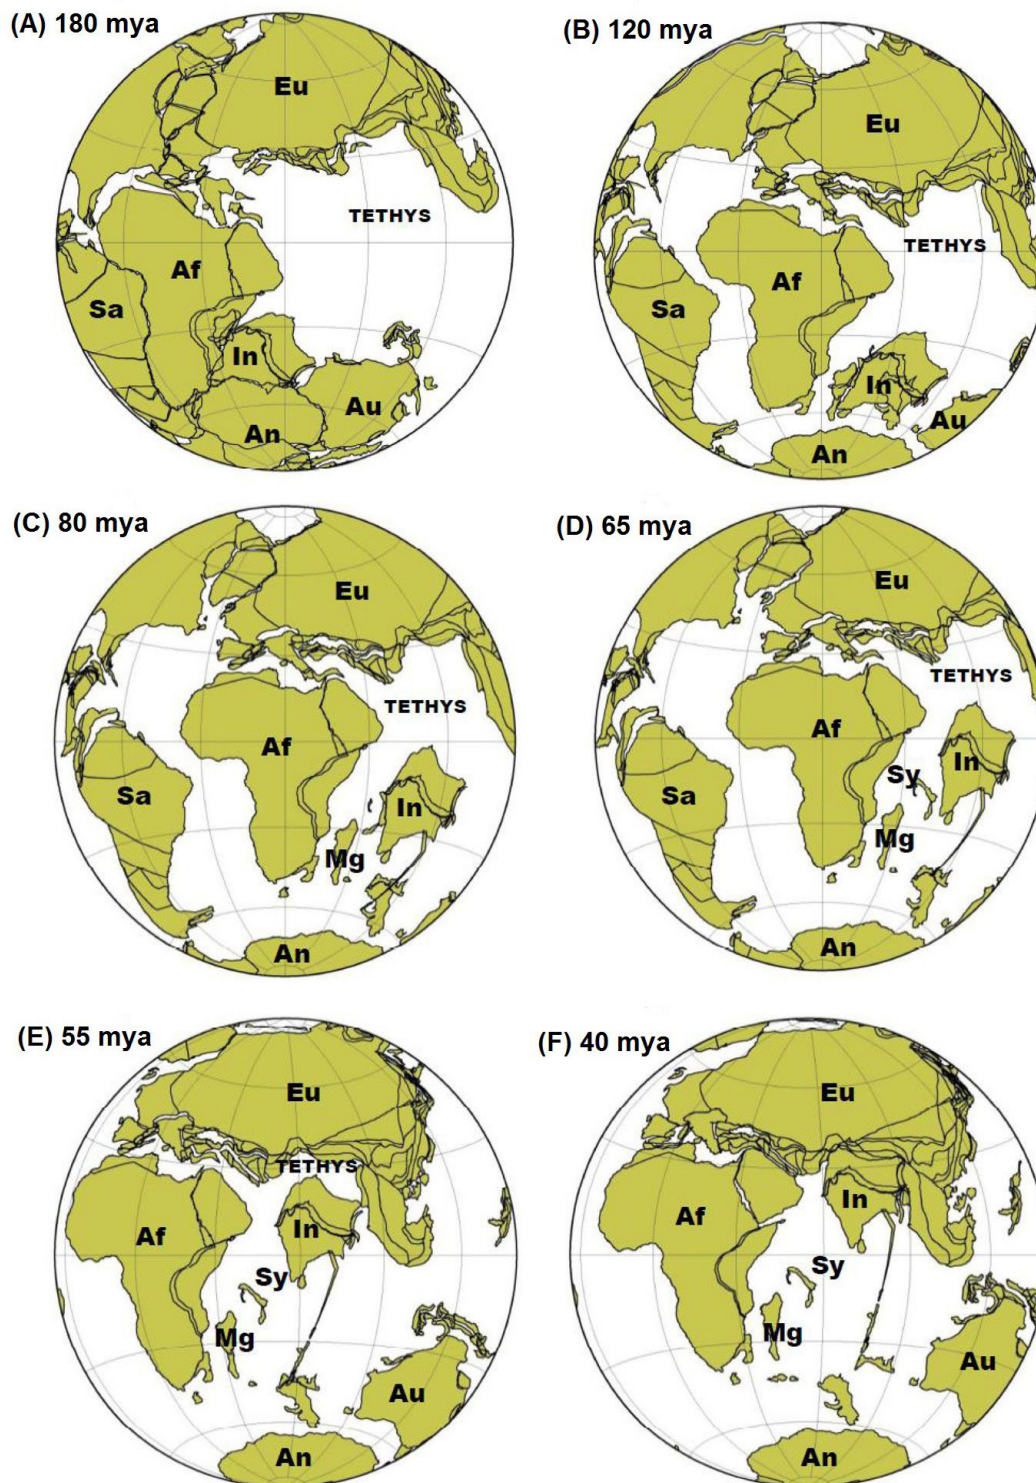 (A) 180 mya
Eu
TETHYS
Af
Sa
In
Au
An
(B) 120 mya
Eu
TETHYS
Af
Sa
In
Au
An
(C) 80 mya
Eu
TETHYS
Af
Sa
In
Mg
An
(D) 65 mya
Eu
TETHYS
Af
In
Sy
Sa
Mg
An
(E) 55 mya
Eu
TETHYS
In
Af
Sy
Mg
Au
An
(F) 40 mya
Eu
In
Af
Sy
Mg
Au
An